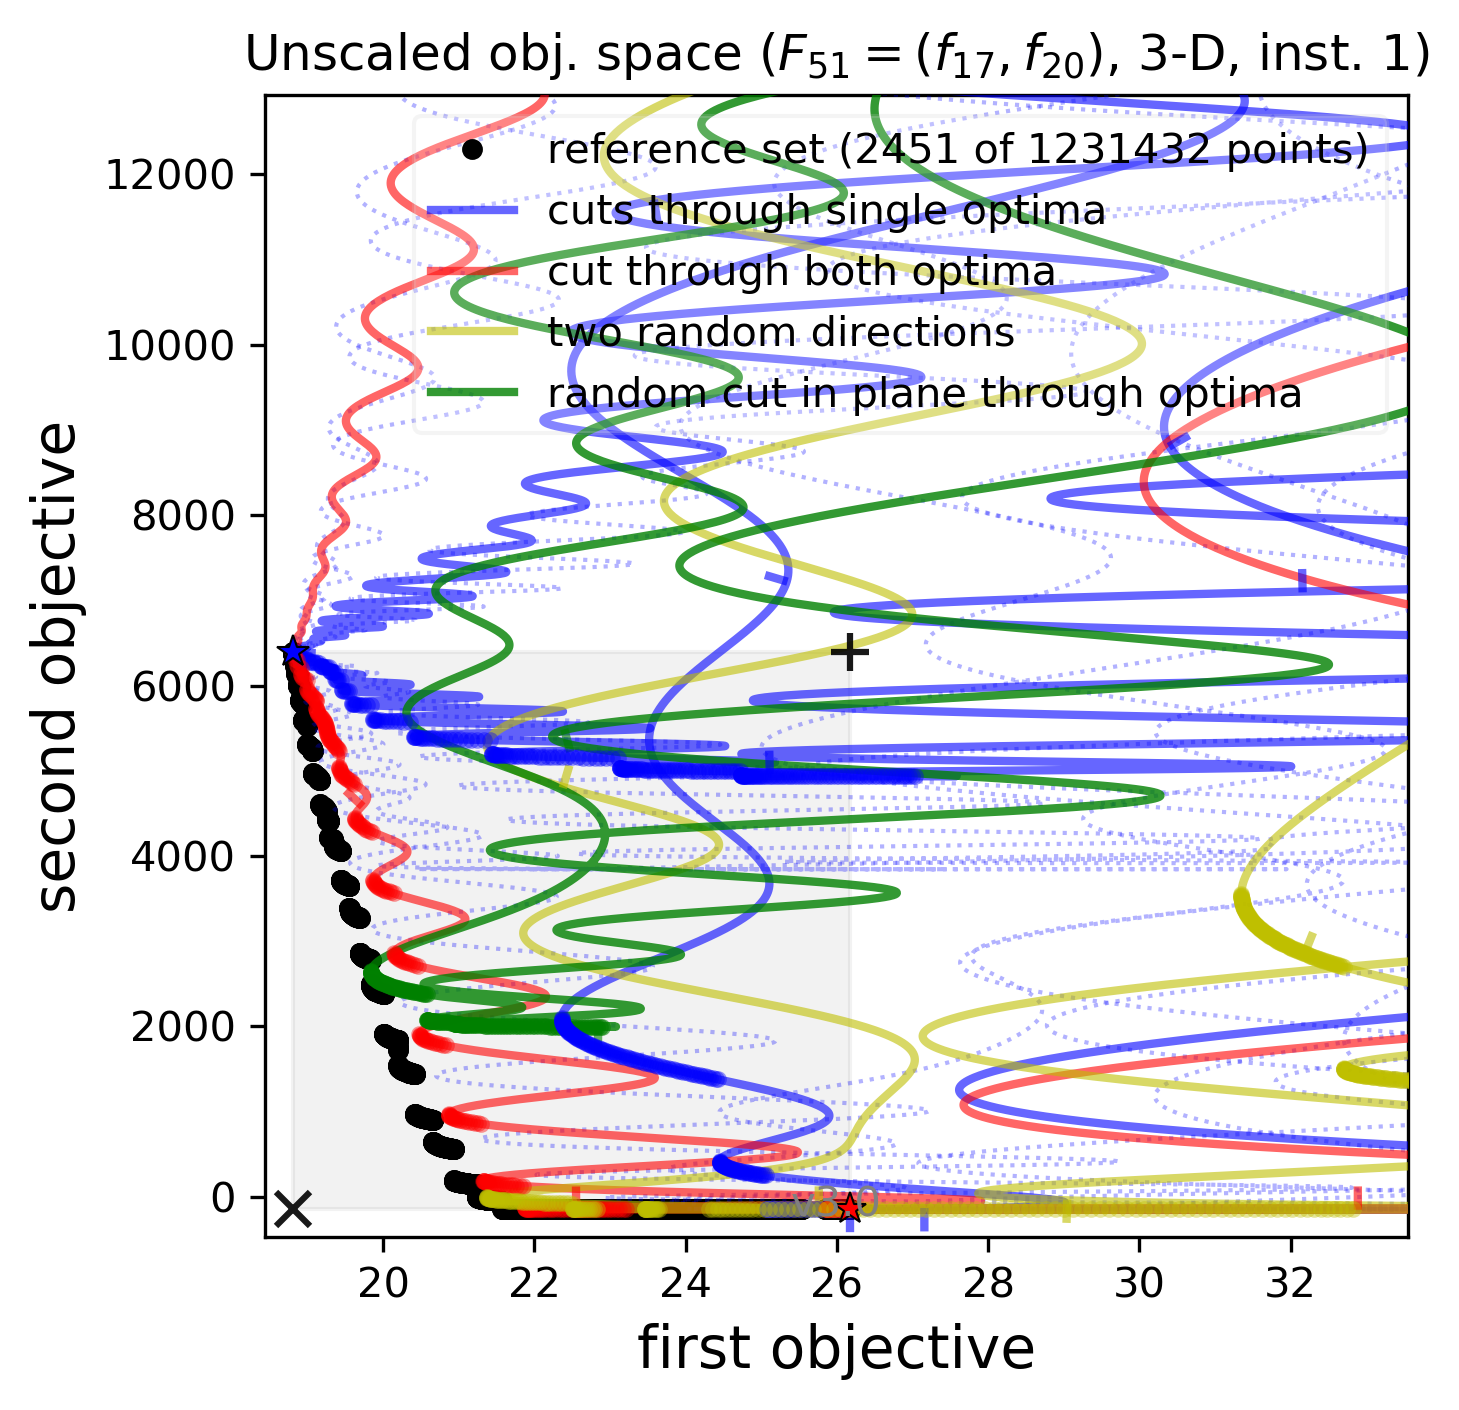 Unscaled obj. space (F₅₁ = (f₁₇, f₂₀), 3-D, inst. 1)
reference set (2451 of 1231432 points)
cuts through single optima
cut through both optima
two random directions
random cut in plane through optima
second objective
12000
10000
8000
6000
4000
2000
0
20 22 24 26 28 30 32
first objective